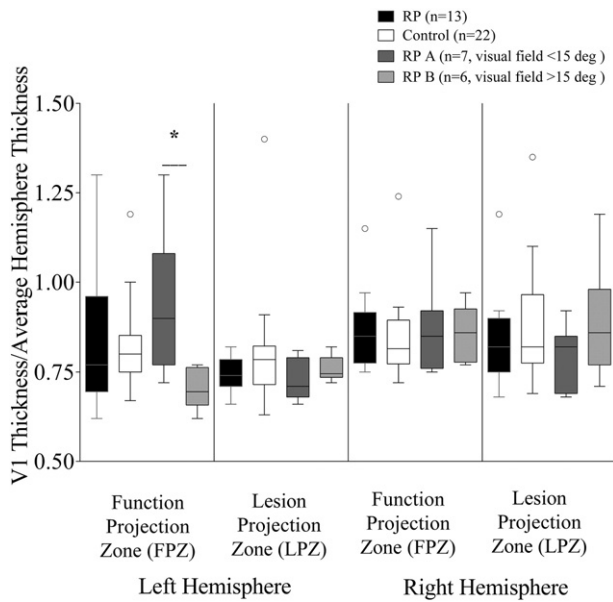 RP (n=13)
Control (n=22)
RP A (n=7, visual field <15 deg )
RP B (n=6, visual field >15 deg )
V1 Thickness/Average Hemisphere Thickness
1.50
1.25
1.00
0.75
0.50
*
Function
Projection
Zone (FPZ)
Lesion
Projection
Zone (LPZ)
Function
Projection
Zone (FPZ)
Lesion
Projection
Zone (LPZ)
Left Hemisphere
Right Hemisphere